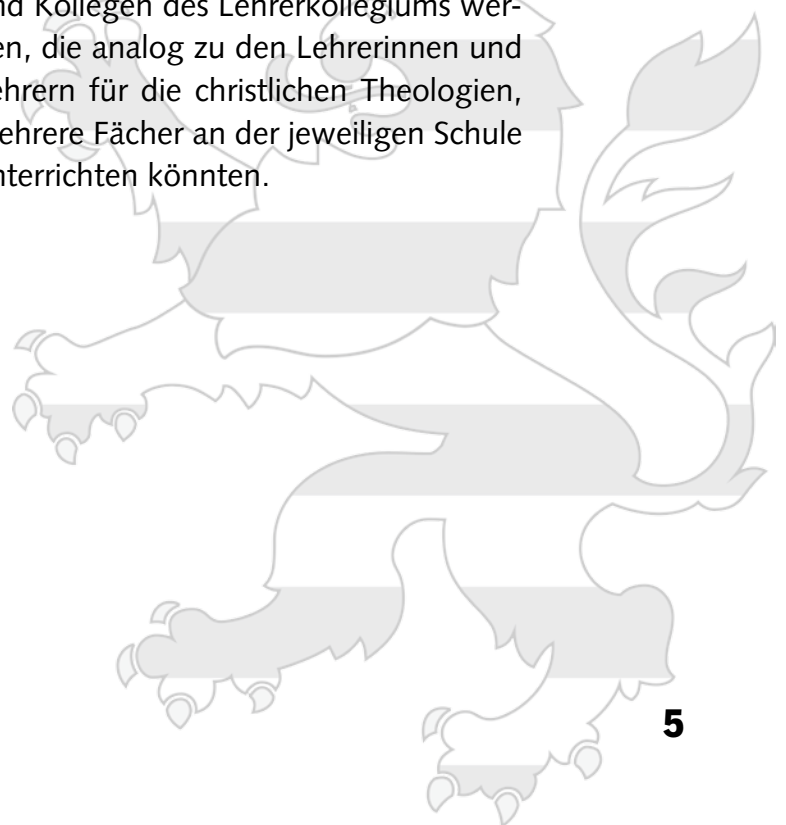 nd Kollegen des Lehrerkollegiums wer-
en, die analog zu den Lehrerinnen und
ehrern für die christlichen Theologien,
ehrere Fächer an der jeweiligen Schule
nterrichten könnten.
5